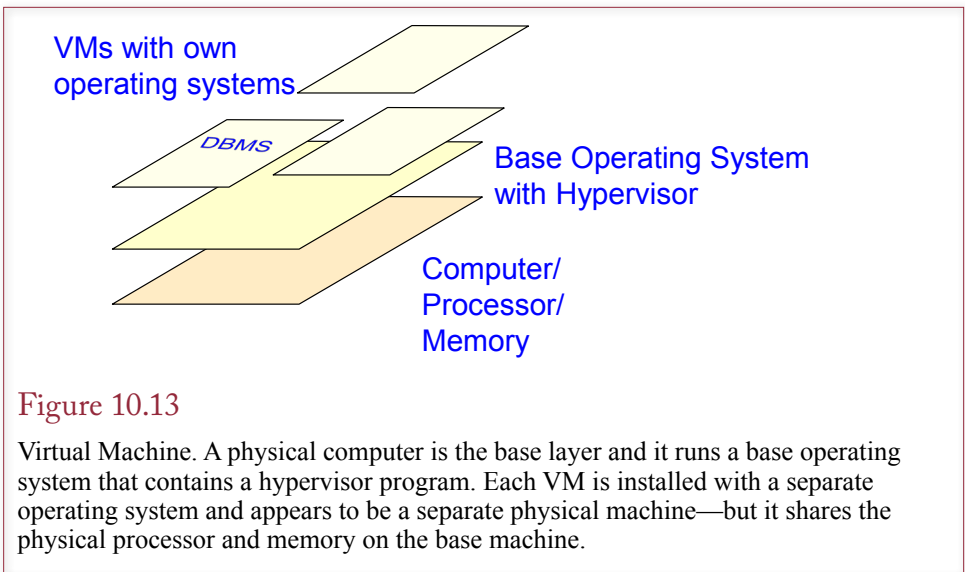 VMs with own
operating systems
DBMS
Base Operating System
with Hypervisor
Computer/
Processor/
Memory
Figure 10.13
Virtual Machine. A physical computer is the base layer and it runs a base operating
system that contains a hypervisor program. Each VM is installed with a separate
operating system and appears to be a separate physical machine—but it shares the
physical processor and memory on the base machine.